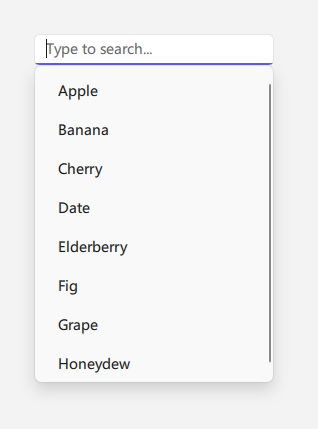 Type to search...
Apple
Banana
Cherry
Date
Elderberry
Fig
Grape
Honeydew